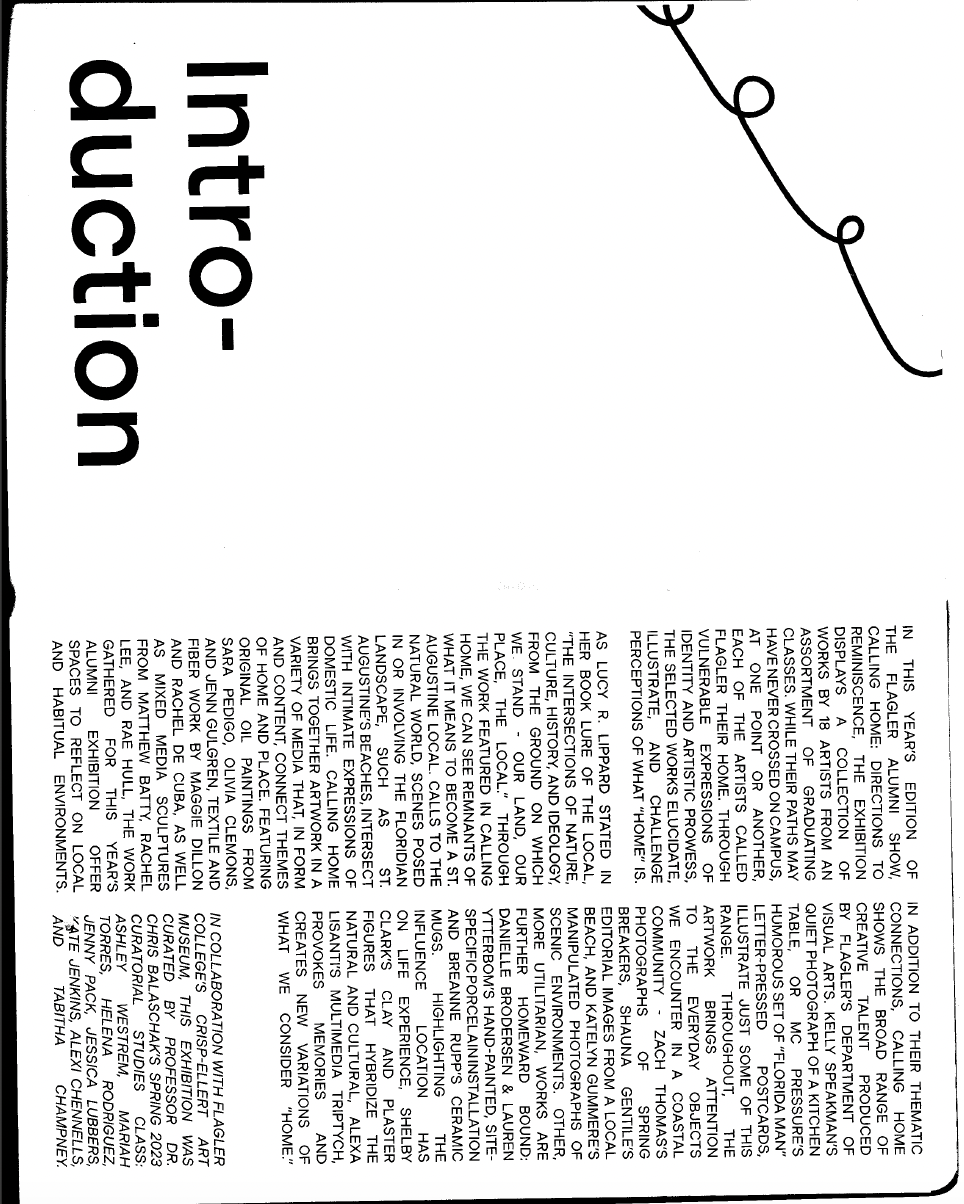 Intro-
duction
IN THIS YEAR'S EDITION OF
THE FLAGLER ALUMNI SHOW,
CALLING HOME: DIRECTIONS TO
REMINISCENCE, THE EXHIBITION
DISPLAYS A COLLECTION OF
WORKS BY 18 ARTISTS FROM AN
ASSORTMENT OF GRADUATING
CLASSES. WHILE THEIR PATHS MAY
HAVE NEVER CROSSED ON CAMPUS,
AT ONE POINT OR ANOTHER,
EACH OF THE ARTISTS CALLED
FLAGLER THEIR HOME. THROUGH
VULNERABLE EXPRESSIONS OF
IDENTITY AND ARTISTIC PROWESS,
THE SELECTED WORKS ELUCIDATE,
ILLUSTRATE, AND CHALLENGE
PERCEPTIONS OF WHAT "HOME" IS.
AS LUCY R. LIPPARD STATED IN
HER BOOK LURE OF THE LOCAL,
"THE INTERSECTIONS OF NATURE,
CULTURE, HISTORY, AND IDEOLOGY,
FROM THE GROUND ON WHICH
WE STAND - OUR LAND, OUR
PLACE, THE LOCAL." THROUGH
THE WORK FEATURED IN CALLING
HOME, WE CAN SEE REMNANTS OF
WHAT IT MEANS TO BECOME A ST.
AUGUSTINE LOCAL. CALLS TO THE
NATURAL WORLD, SCENES POSED
IN OR INVOLVING THE FLORIDIAN
LANDSCAPE, SUCH AS ST.
AUGUSTINE'S BEACHES, INTERSECT
WITH INTIMATE EXPRESSIONS OF
DOMESTIC LIFE. CALLING HOME
BRINGS TOGETHER ARTWORK IN A
VARIETY OF MEDIA THAT, IN FORM
AND CONTENT, CONNECT THEMES
OF HOME AND PLACE. FEATURING
ORIGINAL OIL PAINTINGS FROM
SARA PEDIGO, OLIVIA CLEMONS,
AND JENN GULGREN, TEXTILE AND
FIBER WORK BY MAGGIE DILLON
AND RACHEL DE CUBA, AS WELL
AS MIXED MEDIA SCULPTURES
FROM MATTHEW BATTY, RACHEL
LEE, AND RAE HULL, THE WORK
GATHERED FOR THIS YEAR'S
ALUMNI EXHIBITION OFFER
SPACES TO REFLECT ON LOCAL
AND HABITUAL ENVIRONMENTS.
IN ADDITION TO THEIR THEMATIC
CONNECTIONS, CALLING HOME
SHOWS THE BROAD RANGE OF
CREATIVE TALENT PRODUCED
BY FLAGLER'S DEPARTMENT OF
VISUAL ARTS. KELLY SPEAKMAN'S
QUIET PHOTOGRAPH OF A KITCHEN
TABLE, OR MC PRESSURE'S
HUMOROUS SET OF "FLORIDA MAN"
LETTER-PRESSED POSTCARDS,
ILLUSTRATE JUST SOME OF THIS
RANGE. THROUGHOUT, THE
ARTWORK BRINGS ATTENTION
TO THE EVERYDAY OBJECTS
WE ENCOUNTER IN A COASTAL
COMMUNITY - ZACH THOMAS'S
PHOTOGRAPHS OF SPRING
BREAKERS, SHAUNA GENTILE'S
EDITORIAL IMAGES FROM A LOCAL
BEACH, AND KATELYN GUMMERE'S
MANIPULATED PHOTOGRAPHS OF
SCENIC ENVIRONMENTS. OTHER,
MORE UTILITARIAN, WORKS ARE
FURTHER HOMEWARD BOUND:
DANIELLE BRODERSEN & LAUREN
YTTERBOM'S HAND-PAINTED, SITE-
SPECIFIC PORCELAIN INSTALLATION
AND BREANNE RUPP'S CERAMIC
MUGS. HIGHLIGHTING THE
INFLUENCE LOCATION HAS
ON LIFE EXPERIENCE, SHELBY
CLARK'S CLAY AND PLASTER
FIGURES THAT HYBRIDIZE THE
NATURAL AND CULTURAL, ALEXA
LISANTI'S MULTIMEDIA TRIPTYCH,
PROVOKES MEMORIES AND
CREATES NEW VARIATIONS OF
WHAT WE CONSIDER "HOME."
IN COLLABORATION WITH FLAGLER
COLLEGE'S CRISP-ELLERT ART
MUSEUM, THIS EXHIBITION WAS
CURATED BY PROFESSOR DR.
CHRIS BALASCHAK'S SPRING 2023
CURATORIAL STUDIES CLASS:
ASHLEY WESTREM, MARIAH
TORRES, HELENA RODRIGUEZ,
JENNY PACK, JESSICA LUBBERS,
JENKINS, ALEXI CHENNELLS,
AND TABITHA CHAMPNEY.